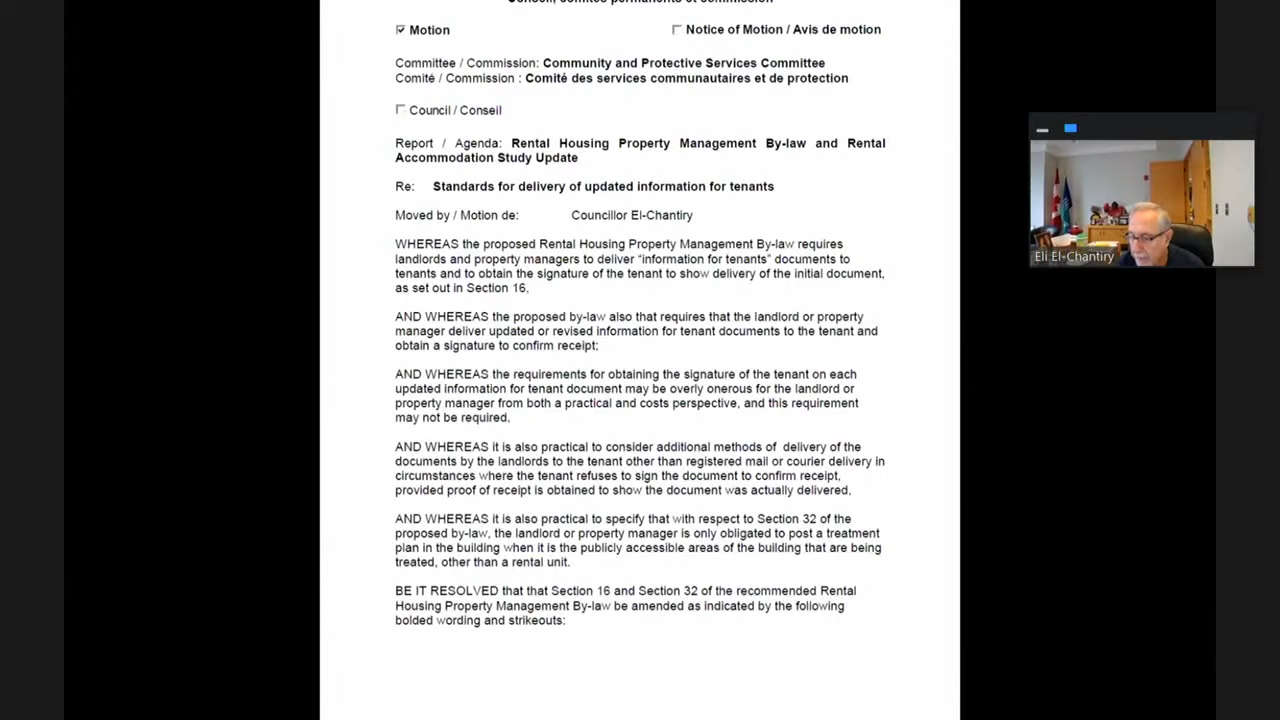 Conseil, comités permanents et commission
Motion
Notice of Motion / Avis de motion
Committee / Commission: Community and Protective Services Committee
Comité / Commission : Comité des services communautaires et de protection
Council / Conseil
Report / Agenda: Rental Housing Property Management By-law and Rental
Accommodation Study Update
Re: Standards for delivery of updated information for tenants
Moved by / Motion de: Councillor El-Chantiry
WHEREAS the proposed Rental Housing Property Management By-law requires
landlords and property managers to deliver “information for tenants” documents to
tenants and to obtain the signature of the tenant to show delivery of the initial document,
as set out in Section 16,
AND WHEREAS the proposed by-law also that requires that the landlord or property
manager deliver updated or revised information for tenant documents to the tenant and
obtain a signature to confirm receipt;
AND WHEREAS the requirements for obtaining the signature of the tenant on each
updated information for tenant document may be overly onerous for the landlord or
property manager from both a practical and costs perspective, and this requirement
may not be required,
AND WHEREAS it is also practical to consider additional methods of delivery of the
documents by the landlords to the tenant other than registered mail or courier delivery in
circumstances where the tenant refuses to sign the document to confirm receipt,
provided proof of receipt is obtained to show the document was actually delivered,
AND WHEREAS it is also practical to specify that with respect to Section 32 of the
proposed by-law, the landlord or property manager is only obligated to post a treatment
plan in the building when it is the publicly accessible areas of the building that are being
treated, other than a rental unit.
BE IT RESOLVED that that Section 16 and Section 32 of the recommended Rental
Housing Property Management By-law be amended as indicated by the following
bolded wording and strikeouts:
Eli El-Chantiry